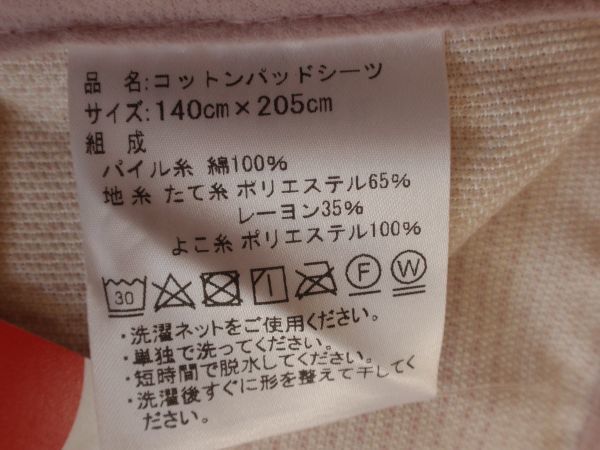 品　名:コットンパッドシーツ
サイズ:140cm×205cm
組　成
パイル糸 綿100%
地糸 たて糸 ポリエステル65%
レーヨン35%
よこ糸 ポリエステル100%
30 F W
・洗濯ネットをご使用ください。
・単独で洗ってください。
・短時間で脱水してください。
・洗濯後すぐに形を整えて干してく
ださい。